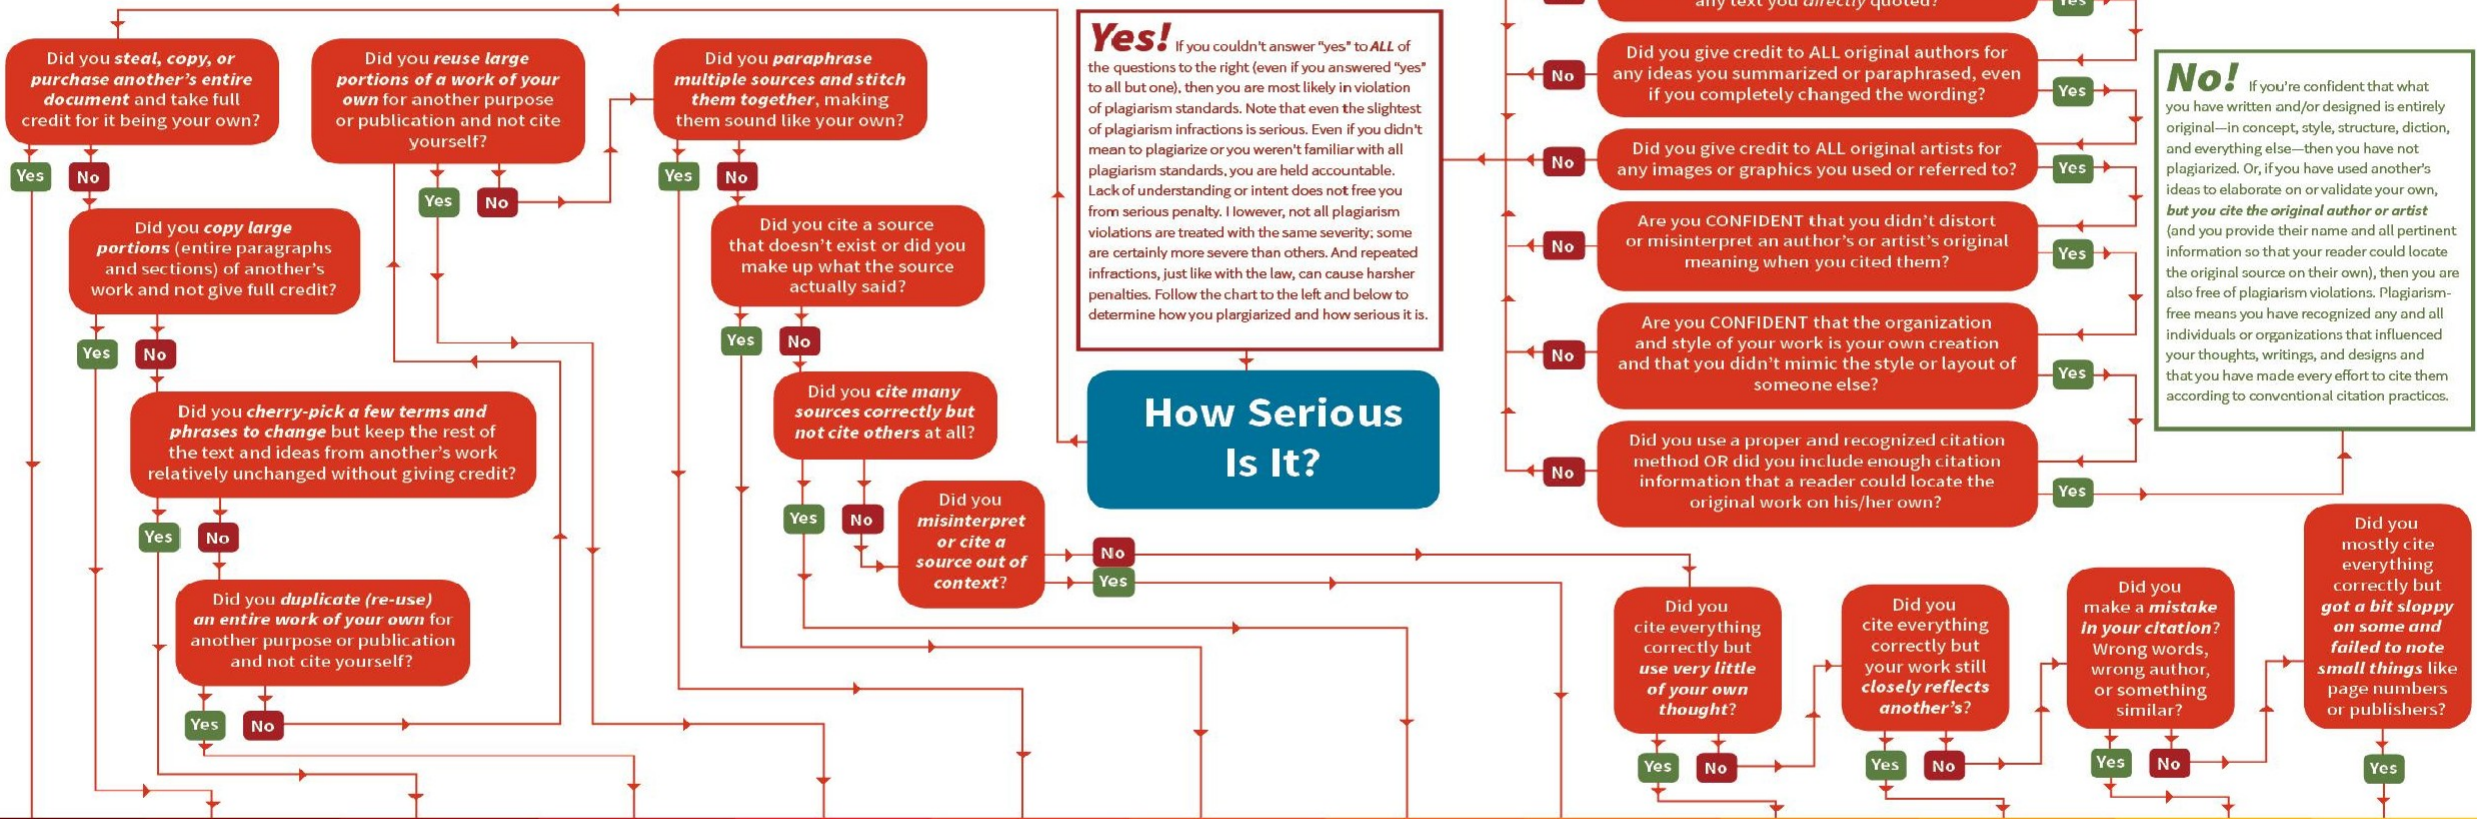 Did you steal, copy, or
purchase another's entire
document and take full
credit for it being your own?
Yes
No
Did you copy large
portions (entire paragraphs
and sections) of another's
work and not give full credit?
Yes
No
Did you cherry-pick a few terms and
phrases to change but keep the rest of
the text and ideas from another's work
relatively unchanged without giving credit?
Yes
No
Did you duplicate (re-use)
an entire work of your own for
another purpose or publication
and not cite yourself?
Yes
No
Did you reuse large
portions of a work of your
own for another purpose
or publication and not cite
yourself?
Yes
No
Did you paraphrase
multiple sources and stitch
them together, making
them sound like your own?
Yes
No
Did you cite a source
that doesn't exist or did you
make up what the source
actually said?
Yes
No
Did you cite many
sources correctly but
not cite others at all?
Yes
No
Did you
misinterpret
or cite a
source out of
context?
No
Yes
Yes! If you couldn't answer "yes" to ALL of
the questions to the right (even if you answered "yes"
to all but one), then you are most likely in violation
of plagiarism standards. Note that even the slightest
of plagiarism infractions is serious. Even if you didn't
mean to plagiarize or you weren't familiar with all
plagiarism standards, you are held accountable.
Lack of understanding or intent does not free you
from serious penalty. However, not all plagiarism
violations are treated with the same severity; some
are certainly more severe than others. And repeated
infractions, just like with the law, can cause harsher
penalties. Follow the chart to the left and below to
determine how you plargiarized and how serious it is.
How Serious
Is It?
any text you directly quoted?
Yes
Did you give credit to ALL original authors for
any ideas you summarized or paraphrased, even
if you completely changed the wording?
No
Yes
Did you give credit to ALL original artists for
any images or graphics you used or referred to?
No
Yes
Are you CONFIDENT that you didn't distort
or misinterpret an author's or artist's original
meaning when you cited them?
No
Yes
Are you CONFIDENT that the organization
and style of your work is your own creation
and that you didn't mimic the style or layout of
someone else?
No
Yes
Did you use a proper and recognized citation
method OR did you include enough citation
information that a reader could locate the
original work on his/her own?
No
Yes
No! If you're confident that what
you have written and/or designed is entirely
original—in concept, style, structure, diction,
and everything else—then you have not
plagiarized. Or, if you have used another's
ideas to elaborate on or validate your own,
but you cite the original author or artist
(and you provide their name and all pertinent
information so that your reader could locate
the original source on their own), then you are
also free of plagiarism violations. Plagiarism-
free means you have recognized any and all
individuals or organizations that influenced
your thoughts, writings, and designs and
that you have made every effort to cite them
according to conventional citation practices.
Did you
cite everything
correctly but
use very little
of your own
thought?
Yes
No
Did you
cite everything
correctly but
your work still
closely reflects
another's?
Yes
No
Did you
make a mistake
in your citation?
Wrong words,
wrong author,
or something
similar?
Yes
No
Did you
mostly cite
everything
correctly but
got a bit sloppy
on some and
failed to note
small things like
page numbers
or publishers?
Yes